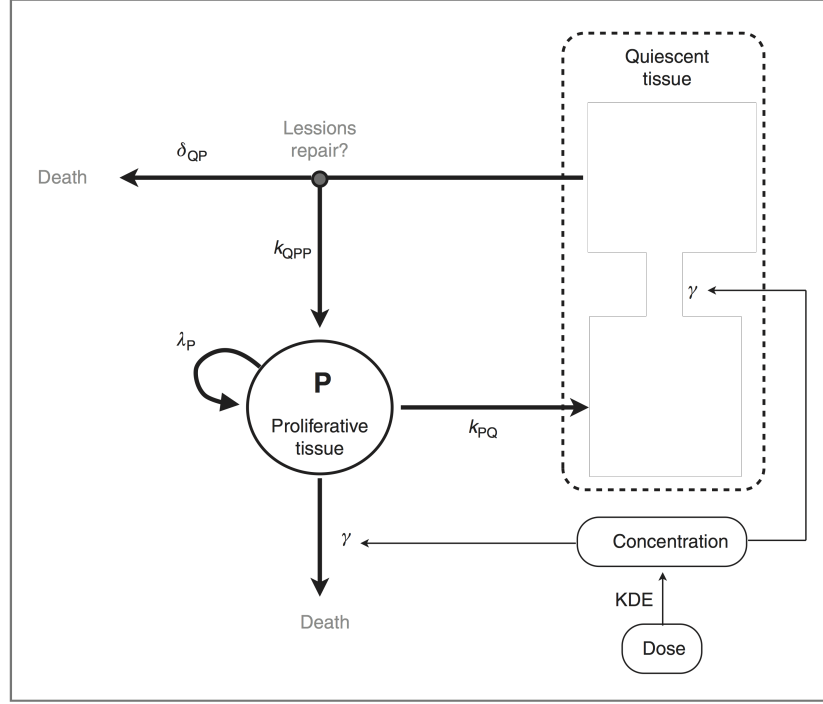 Quiescent
tissue
Lessions
repair?
δQP
Death
kQPP
γ
λP
P
Proliferative
tissue
kPQ
γ
Concentration
KDE
Death
Dose